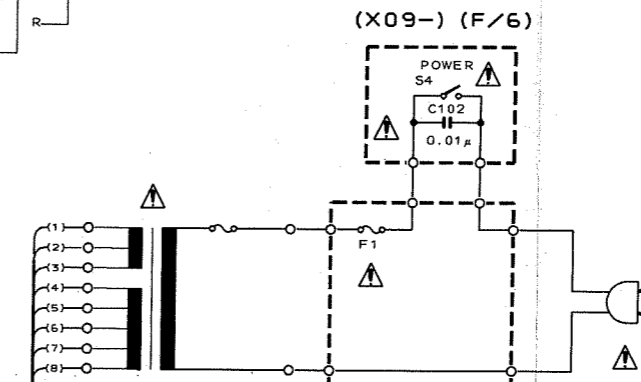 R
(X09-) (F/6)
POWER
S4
C102
0.01μ
F1
(1)
(2)
(3)
(4)
(5)
(6)
(7)
(8)